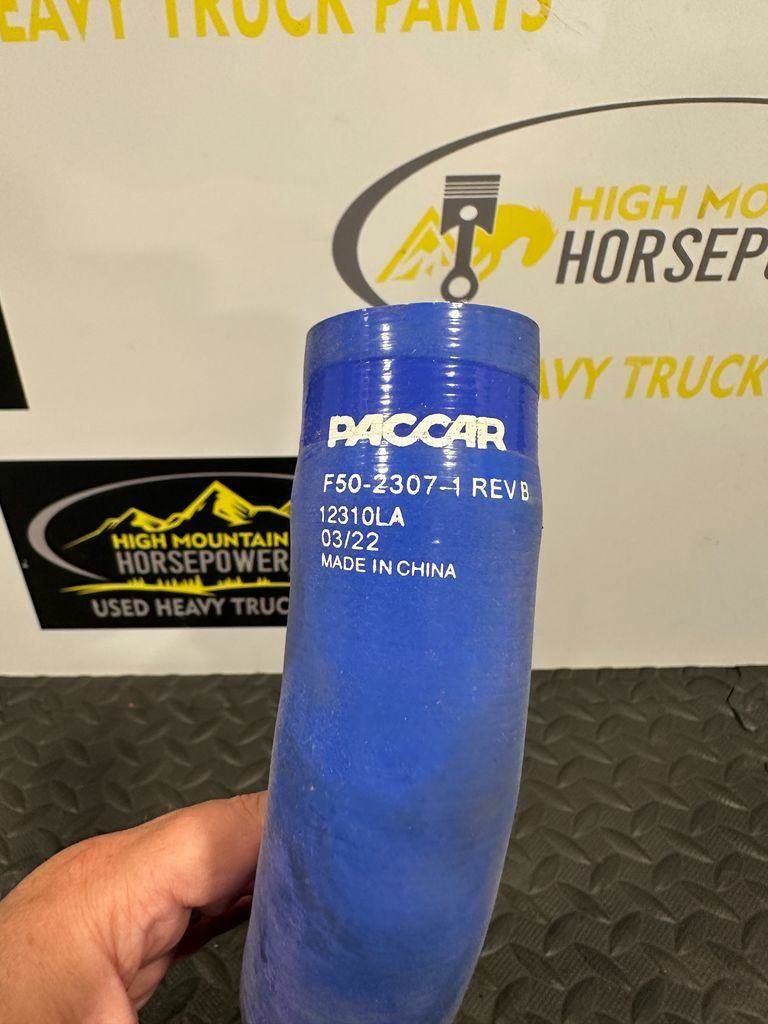 HEAVY TRUCK PARTS
HIGH MO
HORSEP
AVY TRUCK
PACCAR
F50-2307-1 REV B
12310LA
03/22
MADE IN CHINA
HIGH MOUNTAIN
HORSEPOWER
USED HEAVY TRUC